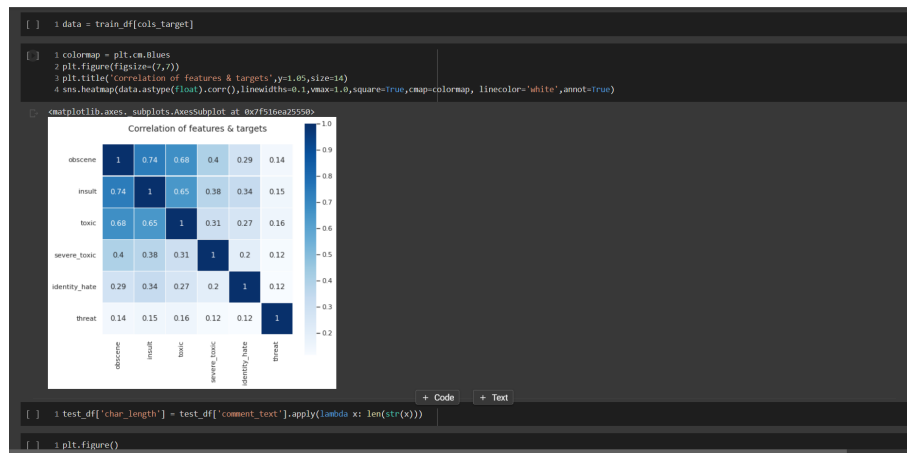 [ ] 1 data = train_df[cols_target]
[ ] 1 colormap = plt.cm.Blues
2 plt.figure(figsize=(7,7))
3 plt.title('Correlation of features & targets',y=1.05,size=14)
4 sns.heatmap(data.astype(float).corr(),linewidths=0.1,vmax=1.0,square=True,cmap=colormap, linecolor='white',annot=True)
<matplotlib.axes._subplots.AxesSubplot at 0x7f516ea25550>
Correlation of features & targets
obscene 1 0.74 0.68 0.4 0.29 0.14
insult 0.74 1 0.65 0.38 0.34 0.15
toxic 0.68 0.65 1 0.31 0.27 0.16
severe_toxic 0.4 0.38 0.31 1 0.2 0.12
identity_hate 0.29 0.34 0.27 0.2 1 0.12
threat 0.14 0.15 0.16 0.12 0.12 1
obscene insult toxic severe_toxic identity_hate threat
1.0
0.9
0.8
0.7
0.6
0.5
0.4
0.3
0.2
+ Code + Text
[ ] 1 test_df['char_length'] = test_df['comment_text'].apply(lambda x: len(str(x)))
[ ] 1 plt.figure()